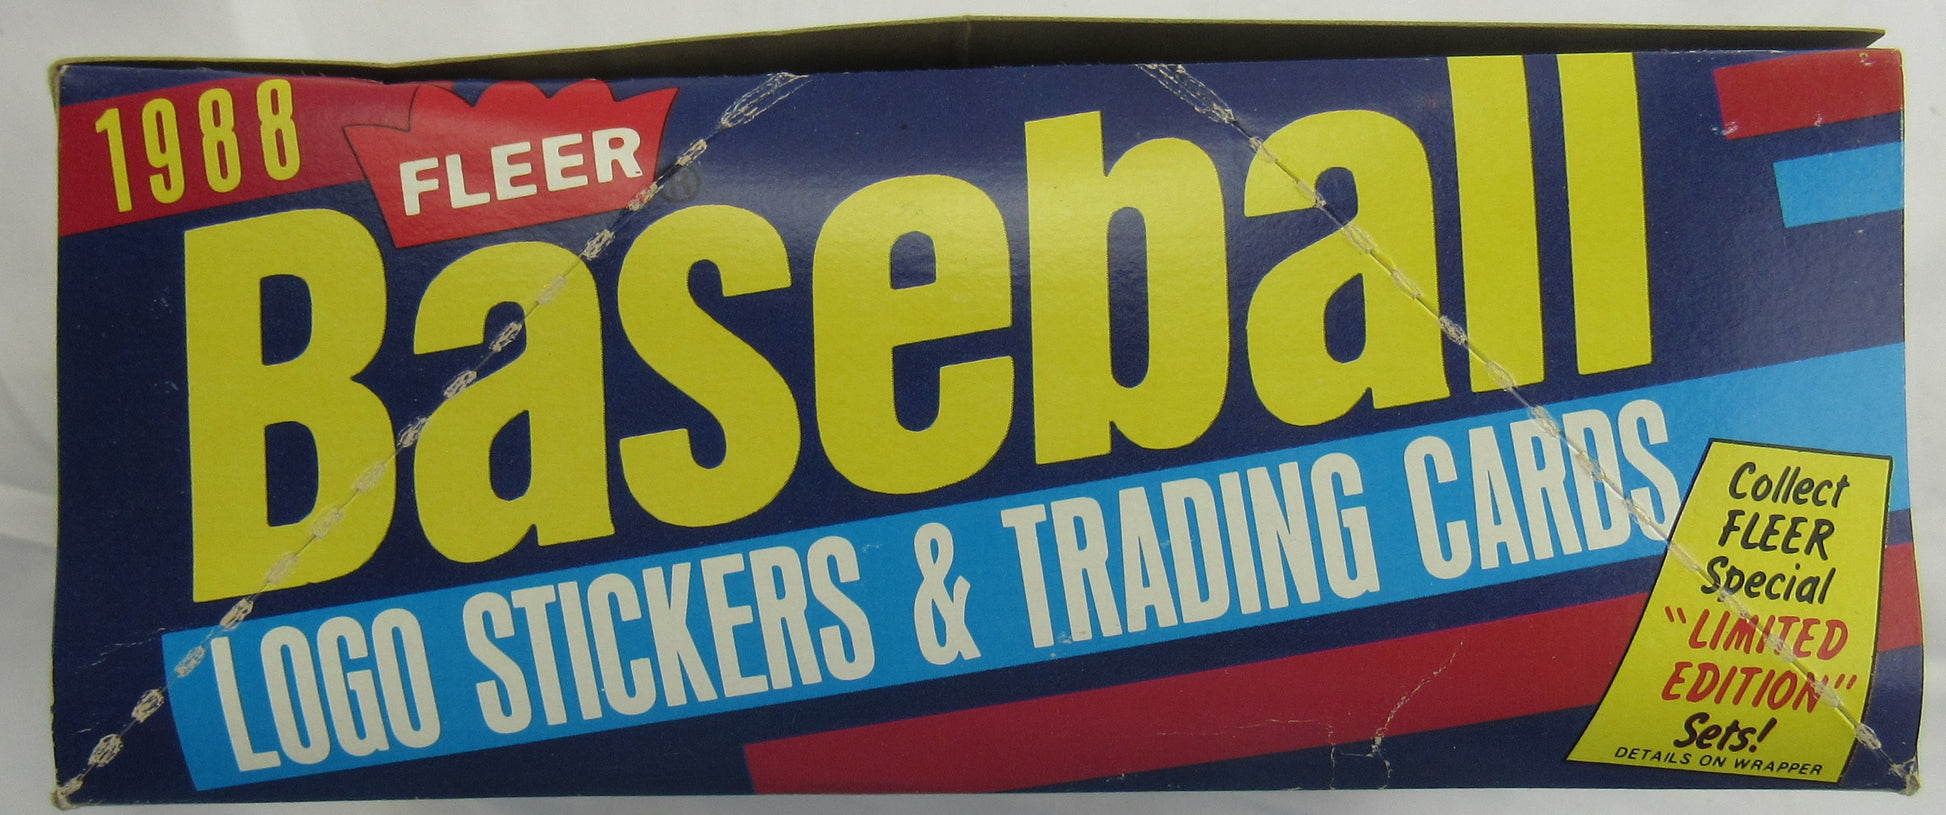 1988
FLEER®
Baseball
LOGO STICKERS & TRADING CARDS
Collect
FLEER
Special
"LIMITED
EDITION"
Sets!
DETAILS ON WRAPPER